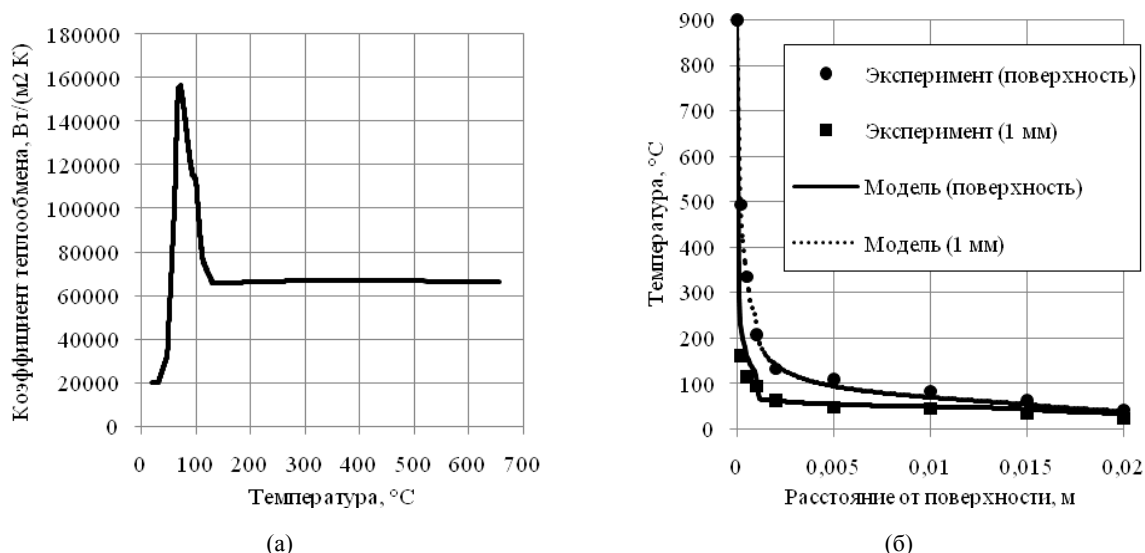 Коэффициент теплообмена, Вт/(м2 К)
180000
160000
140000
120000
100000
80000
60000
40000
20000
0
0 100 200 300 400 500 600 700
Температура, °C
(а)
Температура, °C
900
800
700
600
500
400
300
200
100
0
Эксперимент (поверхность)
Эксперимент (1 мм)
Модель (поверхность)
Модель (1 мм)
0 0,005 0,01 0,015 0,02
Расстояние от поверхности, м
(б)